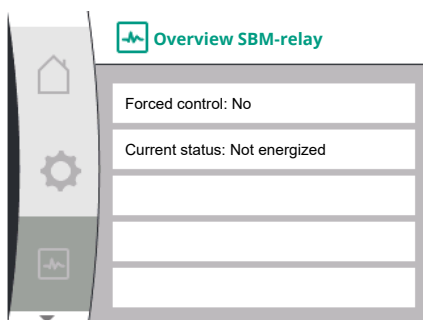 Overview SBM-relay
Forced control: No
Current status: Not energized